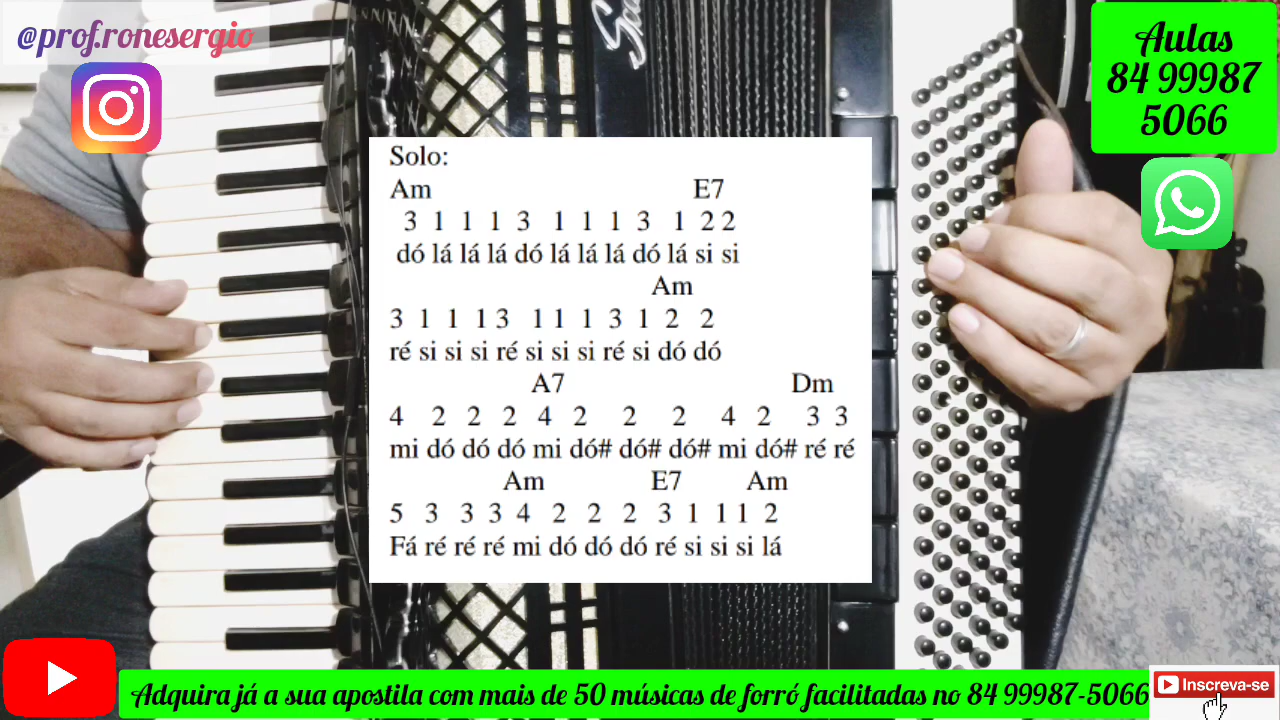 @prof.ronesergio
Aulas
84 99987
5066
Solo:
Am E7
3 1 1 1 3 1 1 1 3 1 2 2
dó lá lá lá dó lá lá lá dó lá si si
Am
3 1 1 1 3 1 1 1 3 1 2 2
ré si si si ré si si si ré si dó dó
A7 Dm
4 2 2 2 4 2 2 2 4 2 3 3
mi dó dó dó mi dó# dó# dó# mi dó# ré ré
Am E7 Am
5 3 3 3 4 2 2 2 3 1 1 1 2
Fá ré ré ré mi dó dó dó ré si si si lá
Adquira já a sua apostila com mais de 50 músicas de forró facilitadas no 84 99987-5066
Inscreva-se